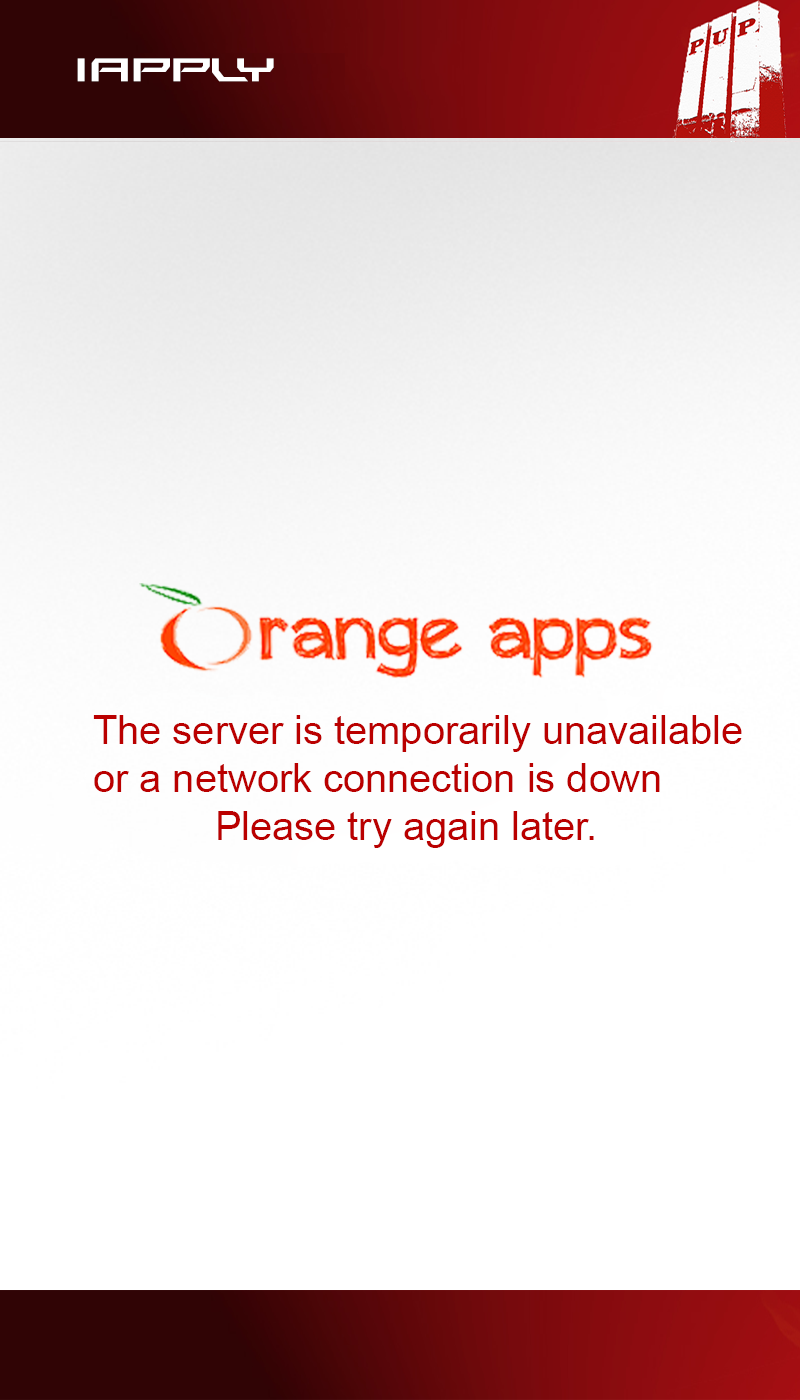 IAPPLY
PUP
Orange apps
The server is temporarily unavailable
or a network connection is down
Please try again later.